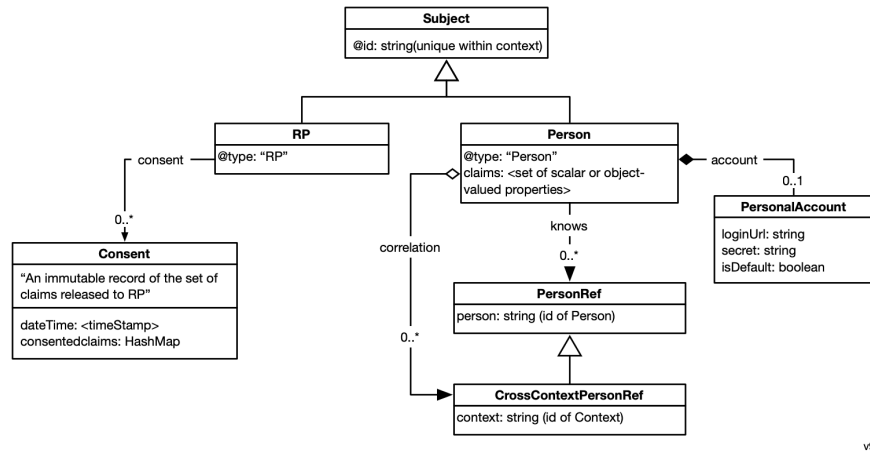 Subject
@id: string(unique within context)
RP
@type: “RP”
Person
@type: “Person”
claims: <set of scalar or object-
valued properties>
consent
account
0..1
PersonalAccount
loginUrl: string
secret: string
isDefault: boolean
0..*
knows
0..*
correlation
Consent
“An immutable record of the set of
claims released to RP”
dateTime: <timeStamp>
consentedclaims: HashMap
PersonRef
person: string (id of Person)
0..*
CrossContextPersonRef
context: string (id of Context)